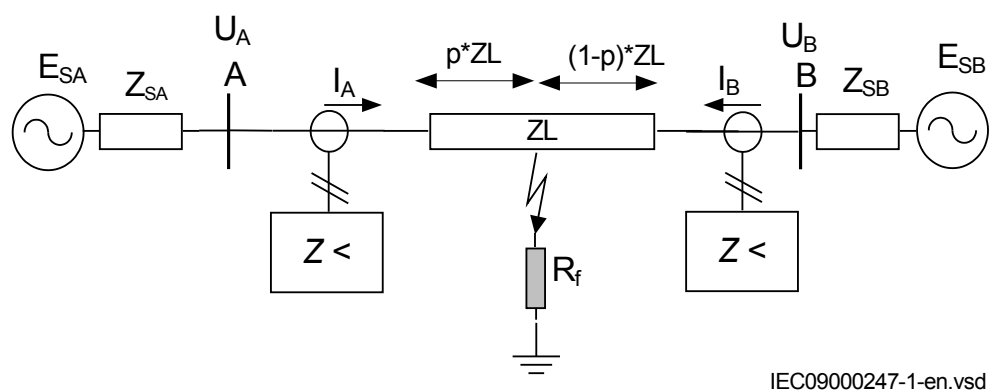 U_A
U_B
E_SA
A
p*ZL
(1-p)*ZL
B
E_SB
Z_SA
I_A
I_B
Z_SB
ZL
Z <
Z <
R_f
IEC09000247-1-en.vsd